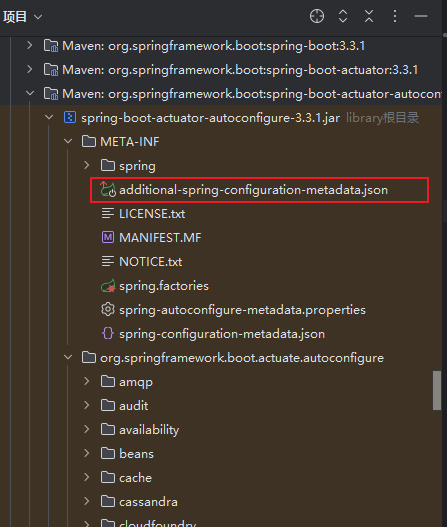 项目
Maven: org.springframework.boot:spring-boot:3.3.1
Maven: org.springframework.boot:spring-boot-actuator:3.3.1
Maven: org.springframework.boot:spring-boot-actuator-autoconf
spring-boot-actuator-autoconfigure-3.3.1.jar library根目录
META-INF
spring
additional-spring-configuration-metadata.json
LICENSE.txt
MANIFEST.MF
NOTICE.txt
spring.factories
spring-autoconfigure-metadata.properties
spring-configuration-metadata.json
org.springframework.boot.actuate.autoconfigure
amqp
audit
availability
beans
cache
cassandra
cloudfoundry